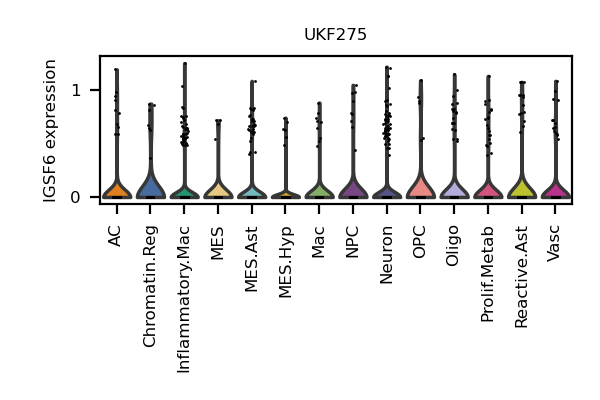 UKF275
IGSF6 expression
1
0
AC
Chromatin.Reg
Inflammatory.Mac
MES
MES.Ast
MES.Hyp
Mac
NPC
Neuron
OPC
Oligo
Prolif.Metab
Reactive.Ast
Vasc